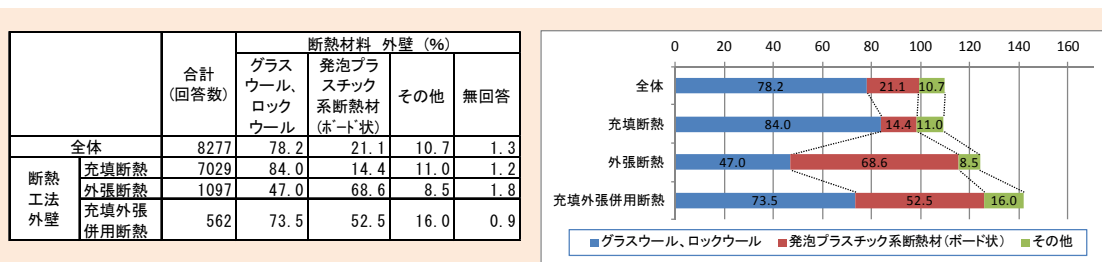 断熱材料 外壁 (%)
合計
(回答数)
グラス
ウール、
ロック
ウール
発泡プラ
スチック
系断熱材
(ﾎﾞｰﾄﾞ状)
その他
無回答
全体 8277 78.2 21.1 10.7 1.3
断熱
工法
外壁
充填断熱 7029 84.0 14.4 11.0 1.2
外張断熱 1097 47.0 68.6 8.5 1.8
充填外張
併用断熱
562 73.5 52.5 16.0 0.9
0 20 40 60 80 100 120 140 160
全体 78.2 21.1 10.7
充填断熱 84.0 14.4 11.0
外張断熱 47.0 68.6 8.5
充填外張併用断熱 73.5 52.5 16.0
グラスウール、ロックウール 発泡プラスチック系断熱材(ボード状) その他